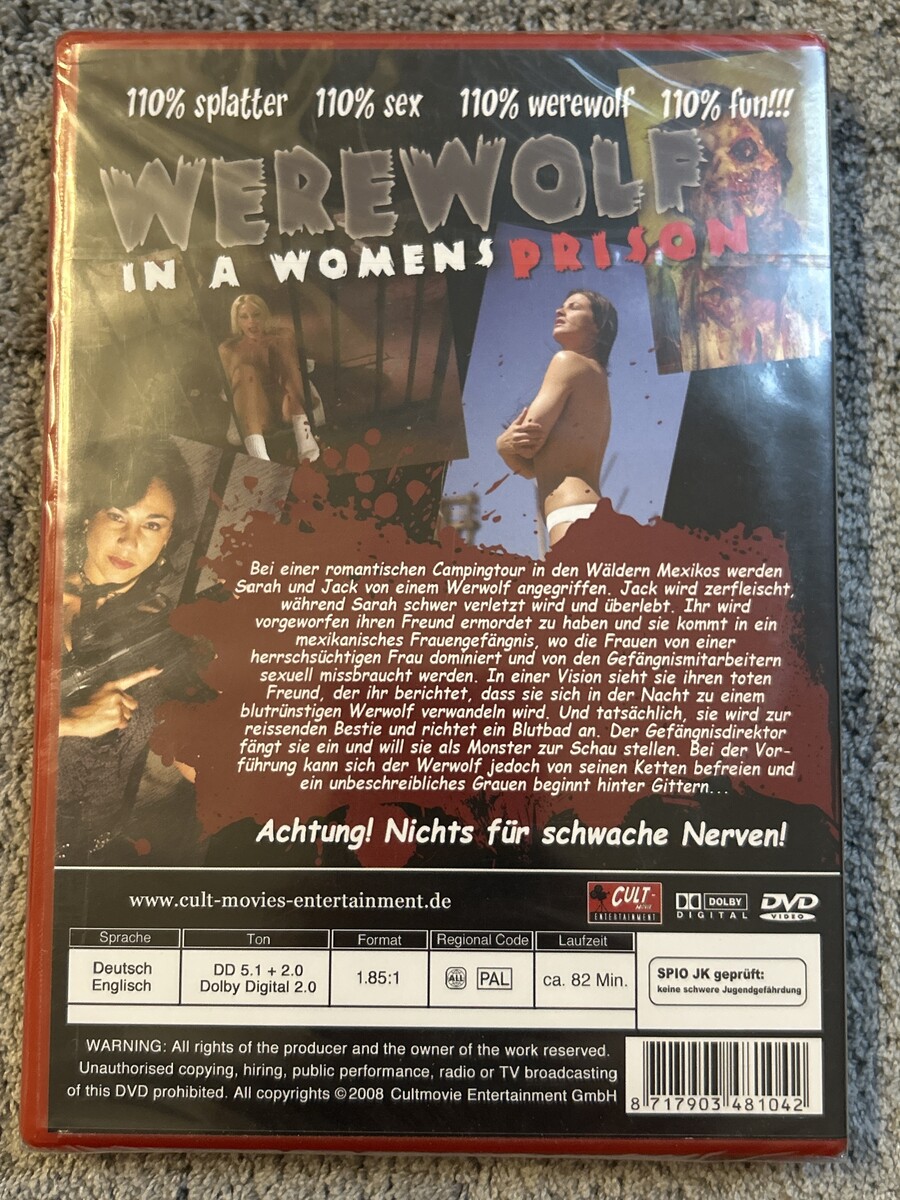 110% splatter 110% sex 110% werewolf 110% fun!!!
WEREWOLF
IN A WOMENS PRISON
Bei einer romantischen Campingtour in den Wäldern Mexikos werden
Sarah und Jack von einem Werwolf angegriffen. Jack wird zerfleischt,
während Sarah schwer verletzt wird und überlebt. Ihr wird
vorgeworfen ihren Freund ermordet zu haben und sie kommt in ein
mexikanisches Frauengefängnis, wo die Frauen von einer
herrschsüchtigen Frau dominiert und von den Gefängnismitarbeitern
sexuell missbraucht werden. In einer Vision sieht sie ihren toten
Freund, der ihr berichtet, dass sie sich in der Nacht zu einem
blutrünstigen Werwolf verwandeln wird. Und tatsächlich, sie wird zur
reissenden Bestie und richtet ein Blutbad an. Der Gefängnisdirektor
fängt sie ein und will sie als Monster zur Schau stellen. Bei der Vor-
führung kann sich der Werwolf jedoch von seinen Ketten befreien und
ein unbeschreibliches Grauen beginnt hinter Gittern...
Achtung! Nichts für schwache Nerven!
www.cult-movies-entertainment.de
CULT-
MOVIE
ENTERTAINMENT
DOLBY
DIGITAL
DVD
VIDEO
Sprache Ton Format Regional Code Laufzeit
Deutsch
Englisch
DD 5.1 + 2.0
Dolby Digital 2.0
1.85:1
ALL PAL
ca. 82 Min.
SPIO JK geprüft:
keine schwere Jugendgefährdung
WARNING: All rights of the producer and the owner of the work reserved.
Unauthorised copying, hiring, public performance, radio or TV broadcasting
of this DVD prohibited. All copyrights ©2008 Cultmovie Entertainment GmbH
8 717903 481042